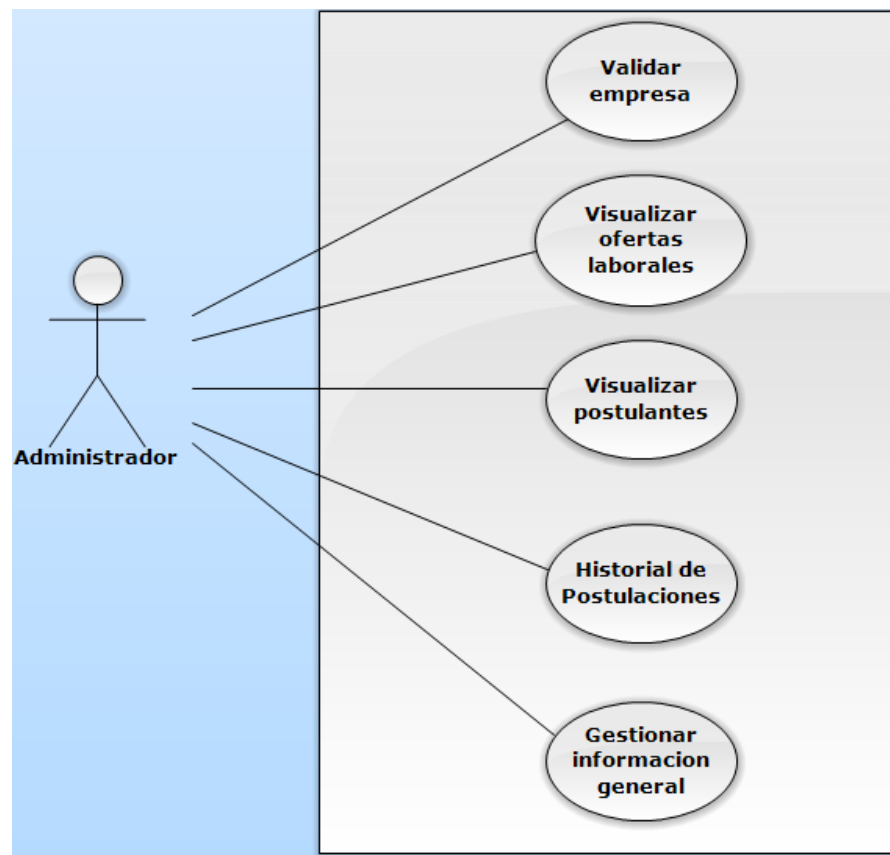 Validar
empresa
Visualizar
ofertas
laborales
Visualizar
postulantes
Administrador
Historial de
Postulaciones
Gestionar
informacion
general